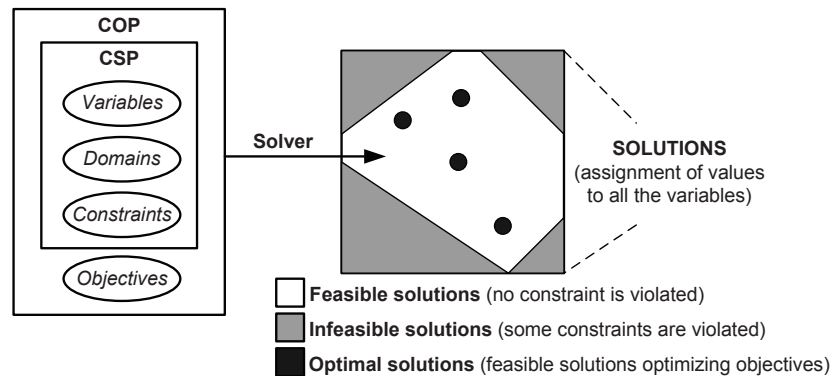 COP
CSP
Variables
Domains
Constraints
Objectives
Solver
SOLUTIONS
(assignment of values
to all the variables)
Feasible solutions (no constraint is violated)
Infeasible solutions (some constraints are violated)
Optimal solutions (feasible solutions optimizing objectives)